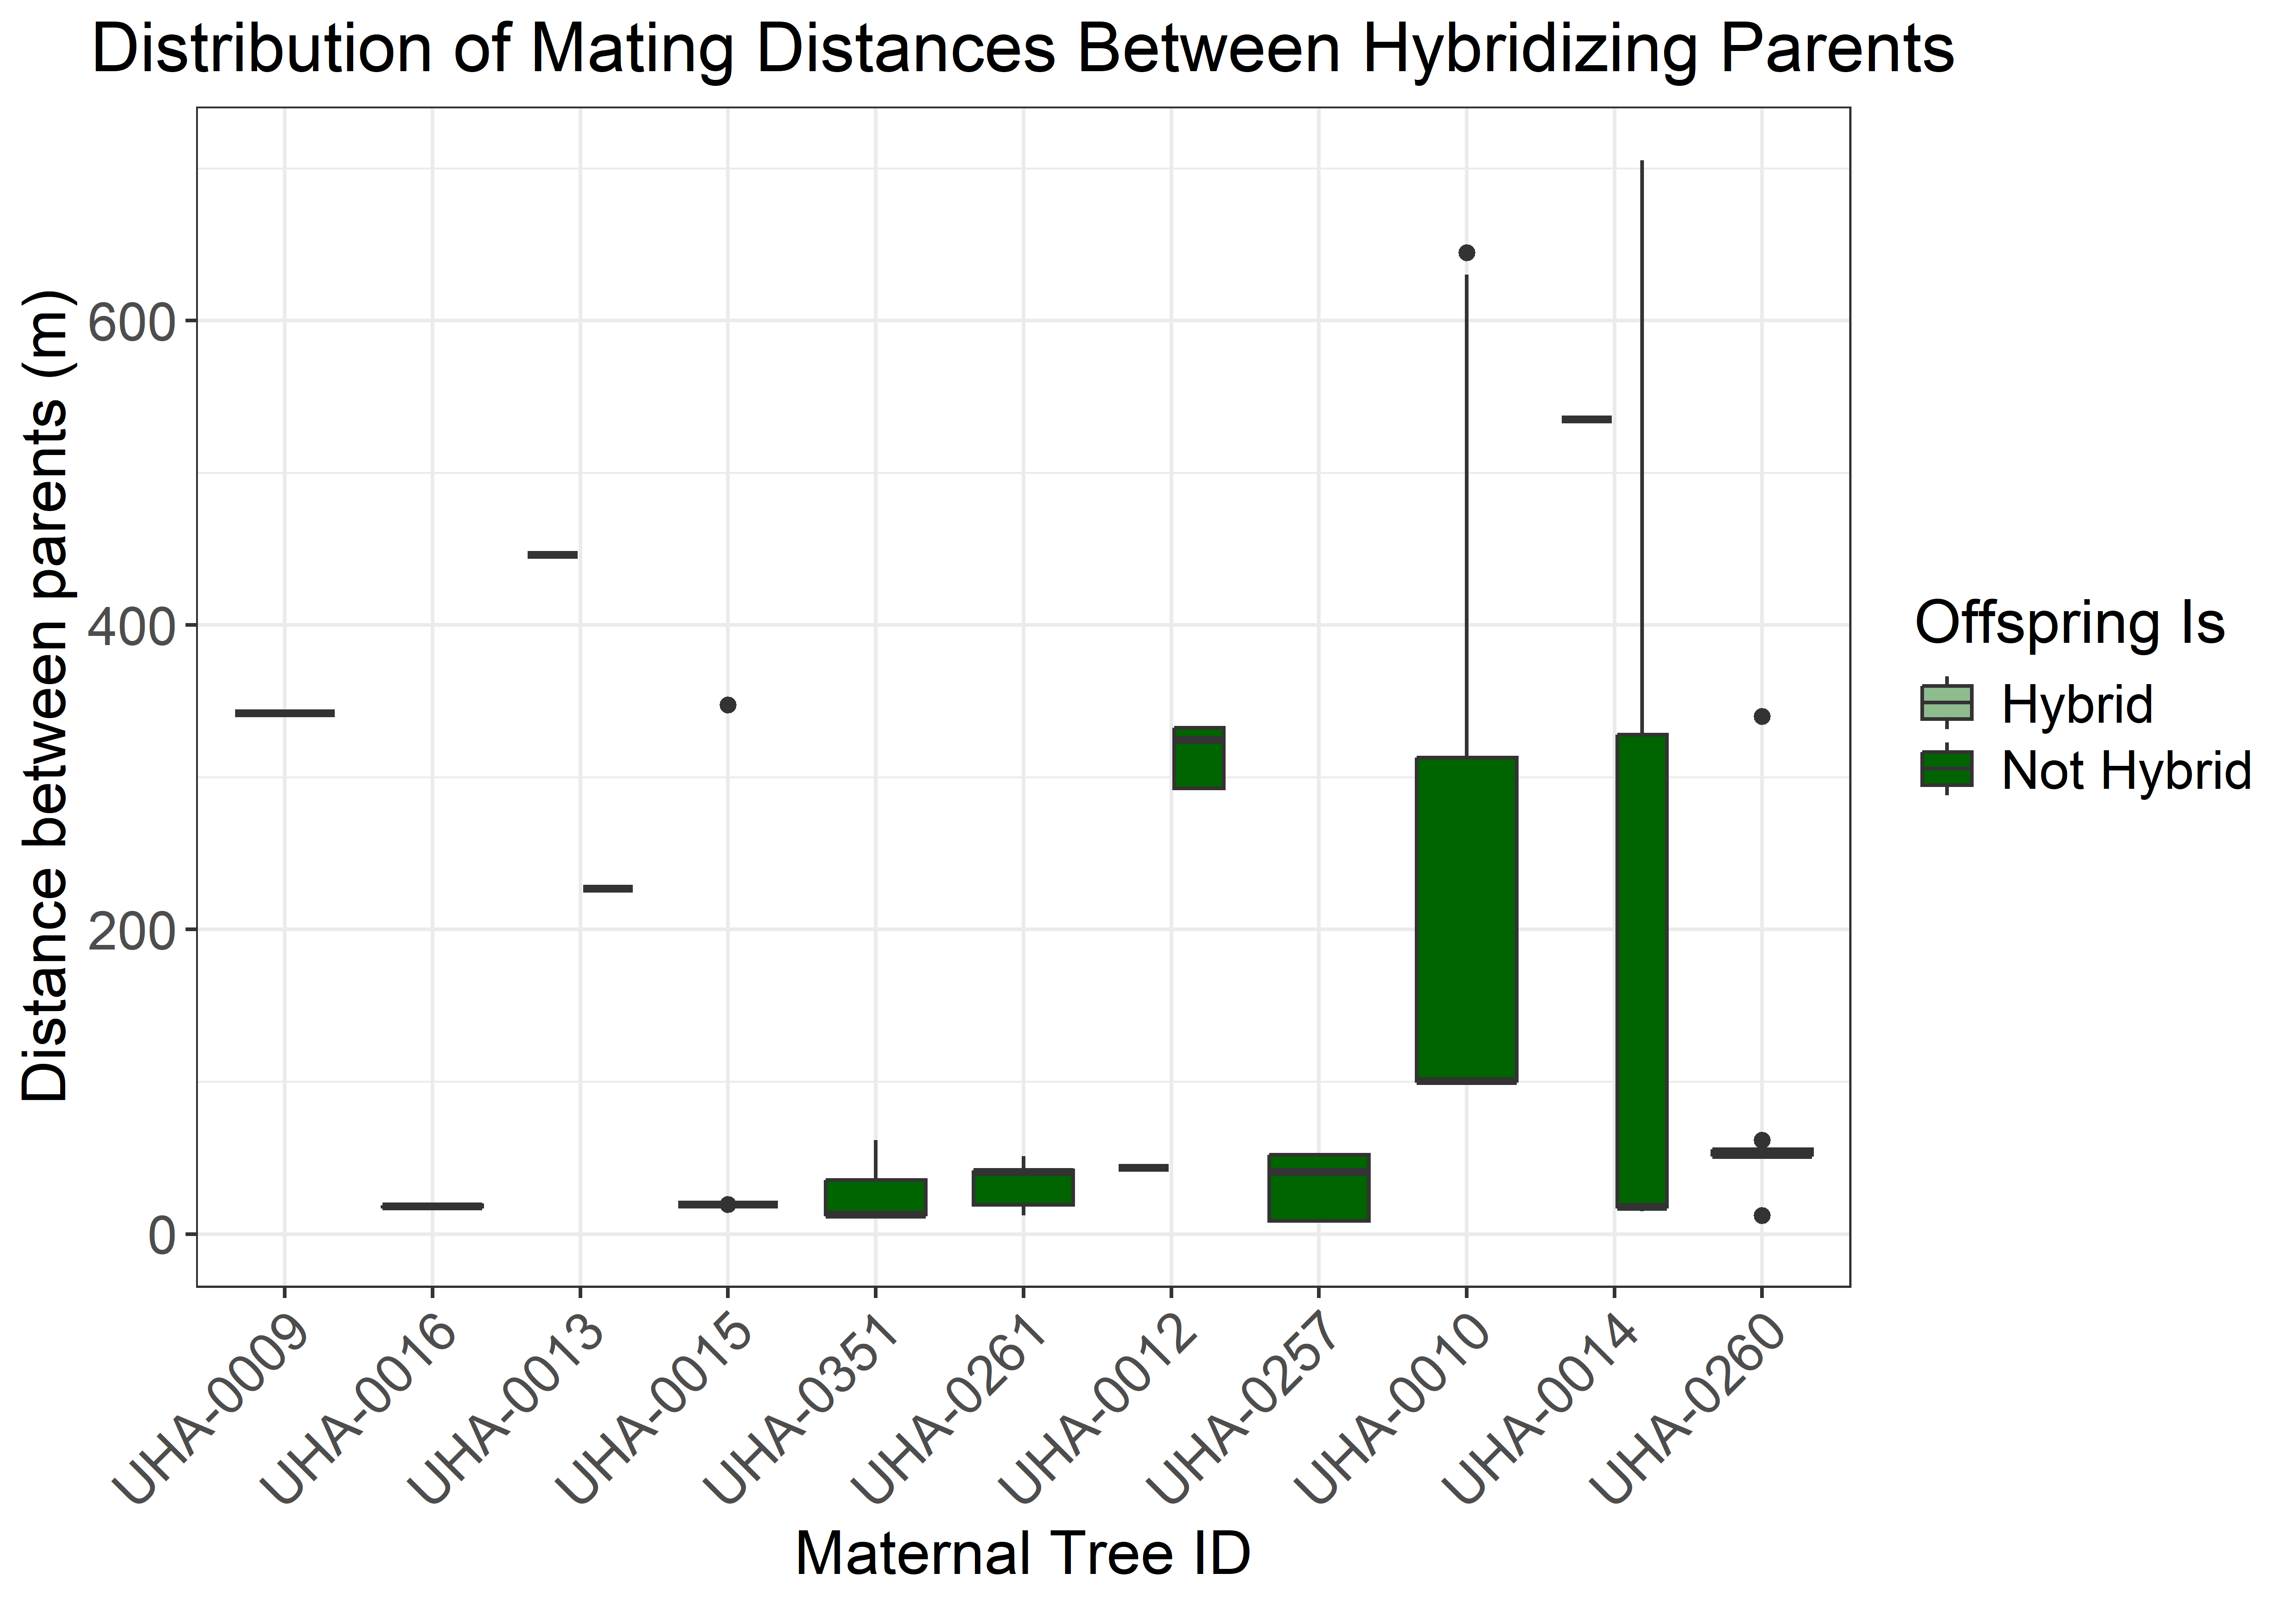 Distribution of Mating Distances Between Hybridizing Parents
Distance between parents (m)
600
400
200
0
UHA-0009
UHA-0016
UHA-0013
UHA-0015
UHA-0351
UHA-0261
UHA-0012
UHA-0257
UHA-0010
UHA-0014
UHA-0260
Maternal Tree ID
Offspring Is
Hybrid
Not Hybrid